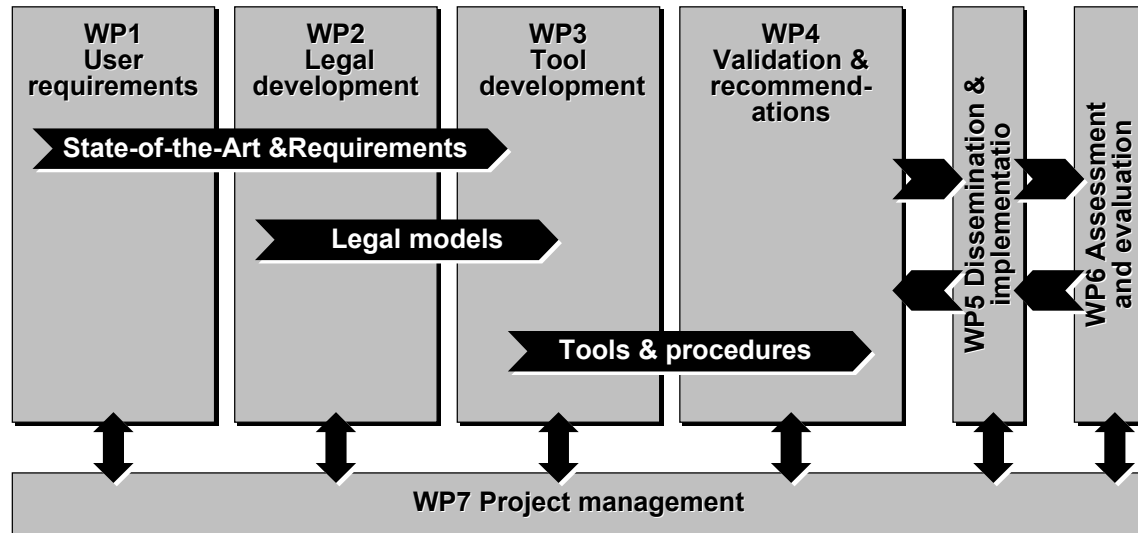 WP1
User
requirements
WP2
Legal
development
WP3
Tool
development
WP4
Validation &
recommend-
ations
State-of-the-Art &Requirements
Legal models
Tools & procedures
WP5 Dissemination &
implementatio
WP6 Assessment
and evaluation
WP7 Project management